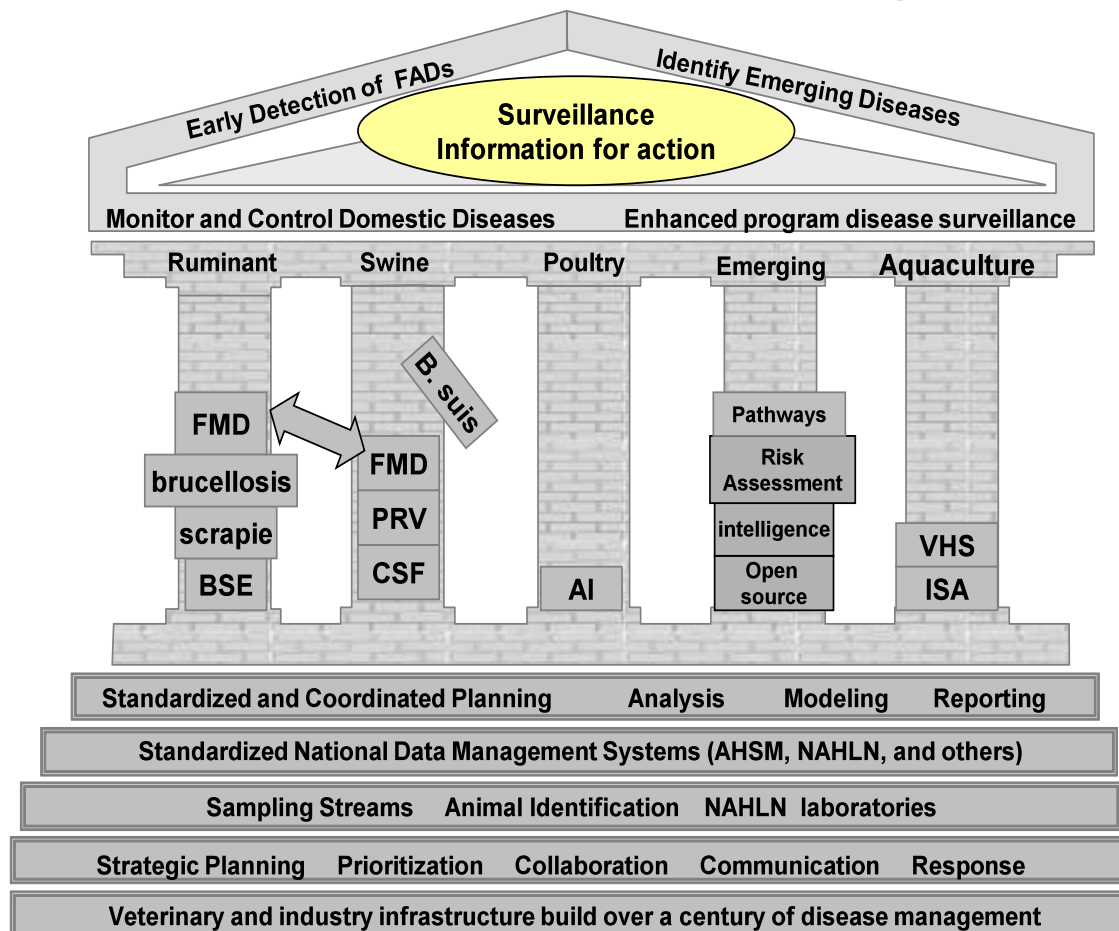 Early Detection of FADs
Identify Emerging Diseases
Surveillance
Information for action
Monitor and Control Domestic Diseases
Enhanced program disease surveillance
Ruminant
Swine
Poultry
Emerging
Aquaculture
FMD
brucellosis
scrapie
BSE
B. suis
FMD
PRV
CSF
AI
Pathways
Risk
Assessment
intelligence
Open
source
VHS
ISA
Standardized and Coordinated Planning Analysis Modeling Reporting
Standardized National Data Management Systems (AHSM, NAHLN, and others)
Sampling Streams Animal Identification NAHLN laboratories
Strategic Planning Prioritization Collaboration Communication Response
Veterinary and industry infrastructure build over a century of disease management